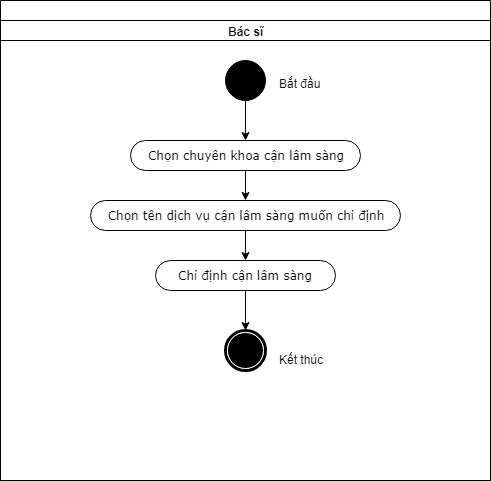 Bác sĩ
Bắt đầu
Chọn chuyên khoa cận lâm sàng
Chọn tên dịch vụ cận lâm sàng muốn chỉ định
Chỉ định cận lâm sàng
Kết thúc